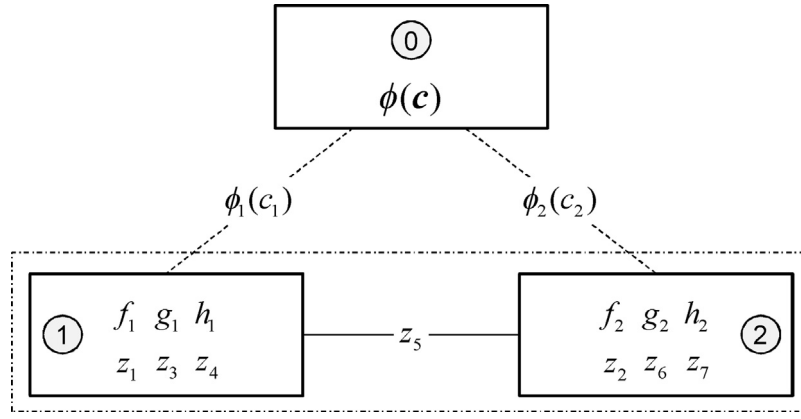 0
ϕ(c)
ϕ₁(c₁) ϕ₂(c₂)
1 f₁ g₁ h₁ f₂ g₂ h₂ 2
z₅
z₁ z₃ z₄ z₂ z₆ z₇